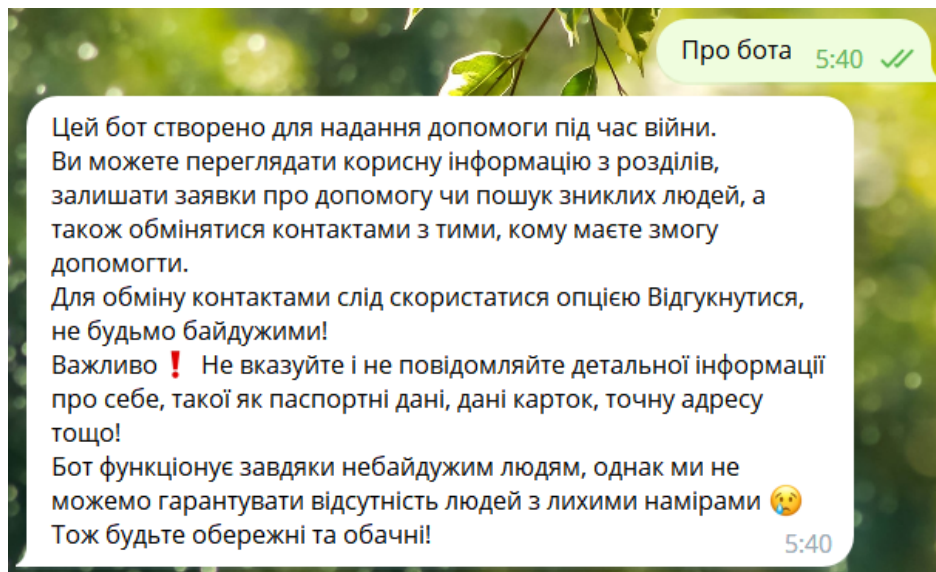 Про бота 5:40
Цей бот створено для надання допомоги під час війни.
Ви можете переглядати корисну інформацію з розділів,
залишати заявки про допомогу чи пошук зниклих людей, а
також обмінятися контактами з тими, кому маєте змогу
допомогти.
Для обміну контактами слід скористатися опцією Відгукнутися,
не будьмо байдужими!
Важливо❗ Не вказуйте і не повідомляйте детальної інформації
про себе, такої як паспортні дані, дані карток, точну адресу
тощо!
Бот функціонує завдяки небайдужим людям, однак ми не
можемо гарантувати відсутність людей з лихими намірами 😢
Тож будьте обережні та обачні!
5:40